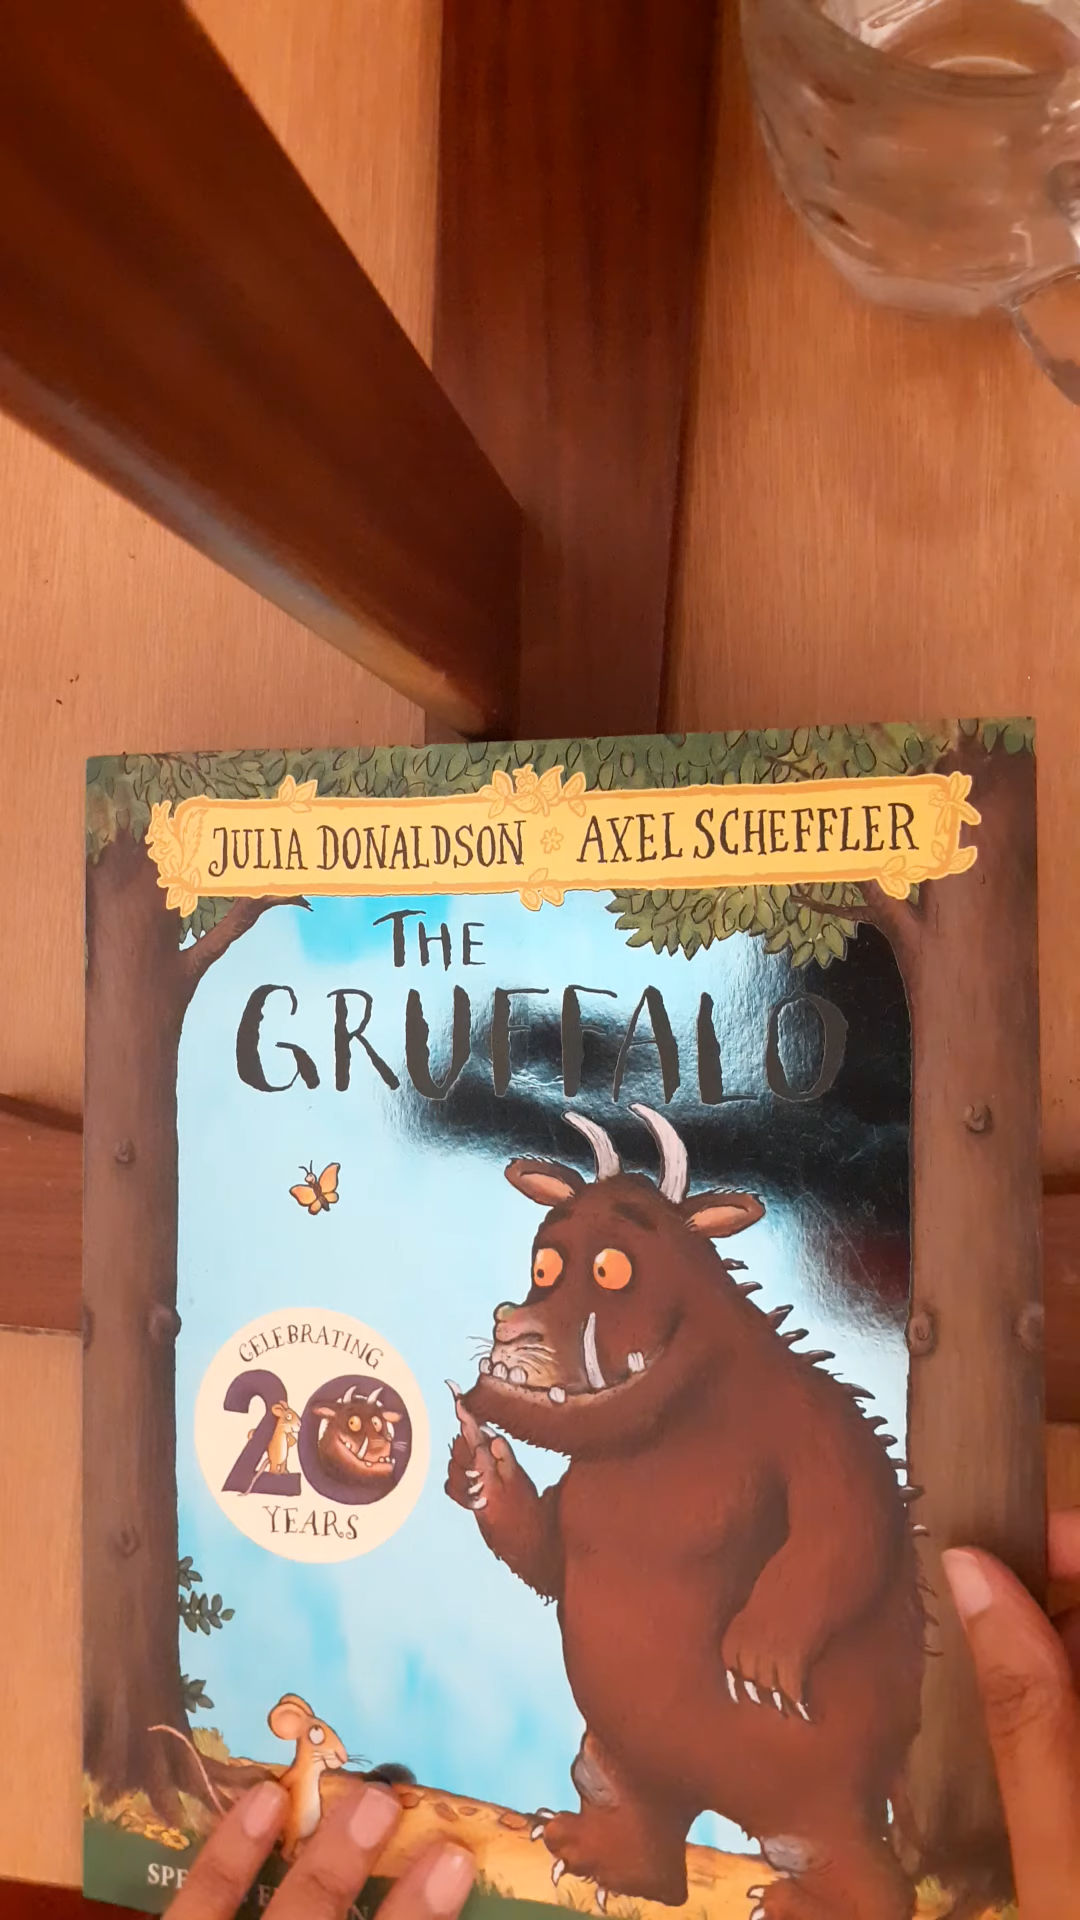 JULIA DONALDSON * AXEL SCHEFFLER
THE
GRUFFALO
CELEBRATING
20
YEARS